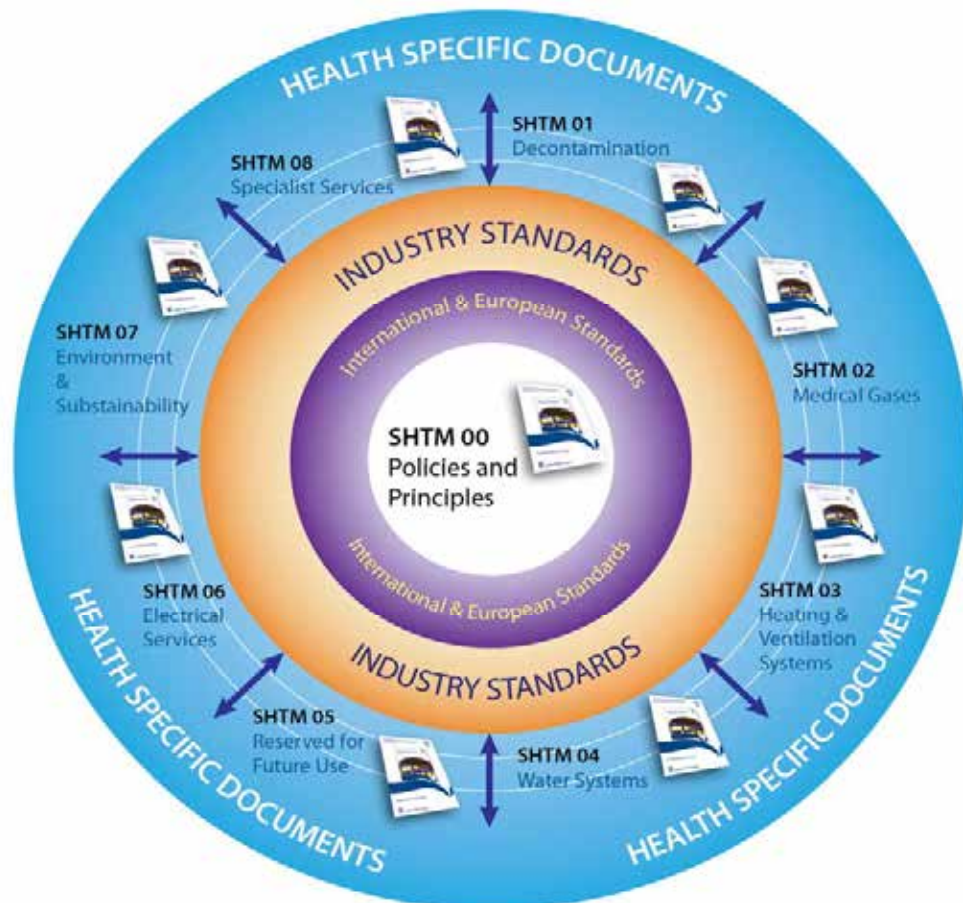 HEALTH SPECIFIC DOCUMENTS
SHTM 01
Decontamination
SHTM 08
Specialist Services
INDUSTRY STANDARDS
International & European Standards
SHTM 07
Environment
&
Substainability
SHTM 02
Medical Gases
SHTM 00
Policies and
Principles
International & European Standards
SHTM 06
Electrical
Services
SHTM 03
Heating &
Ventilation
Systems
INDUSTRY STANDARDS
SHTM 05
Reserved for
Future Use
SHTM 04
Water Systems
HEALTH SPECIFIC DOCUMENTS
HEALTH SPECIFIC DOCUMENTS